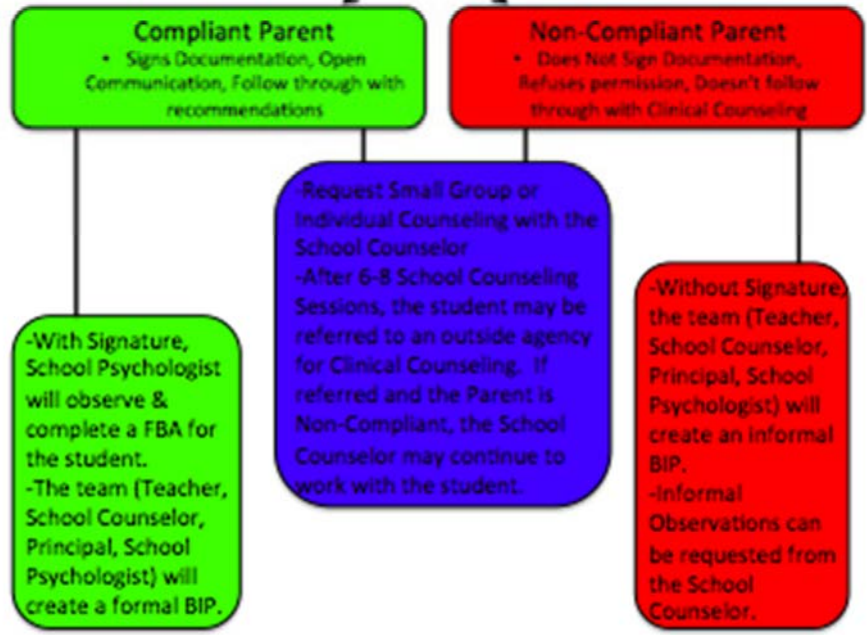 Compliant Parent
• Signs Documentation, Open
Communication, Follow through with
recommendations
Non-Compliant Parent
• Does Not Sign Documentation,
Refuses permission, Doesn't follow
through with Clinical Counseling
-Request Small Group or
Individual Counseling with the
School Counselor
-After 6-8 School Counseling
Sessions, the student may be
referred to an outside agency
for Clinical Counseling. If
referred and the Parent is
Non-Compliant, the School
Counselor may continue to
work with the student.
-With Signature,
School Psychologist
will observe &
complete a FBA for
the student.
-The team (Teacher,
School Counselor,
Principal, School
Psychologist) will
create a formal BIP.
-Without Signature,
the team (Teacher,
School Counselor,
Principal, School
Psychologist) will
create an informal
BIP.
-Informal
Observations can
be requested from
the School
Counselor.